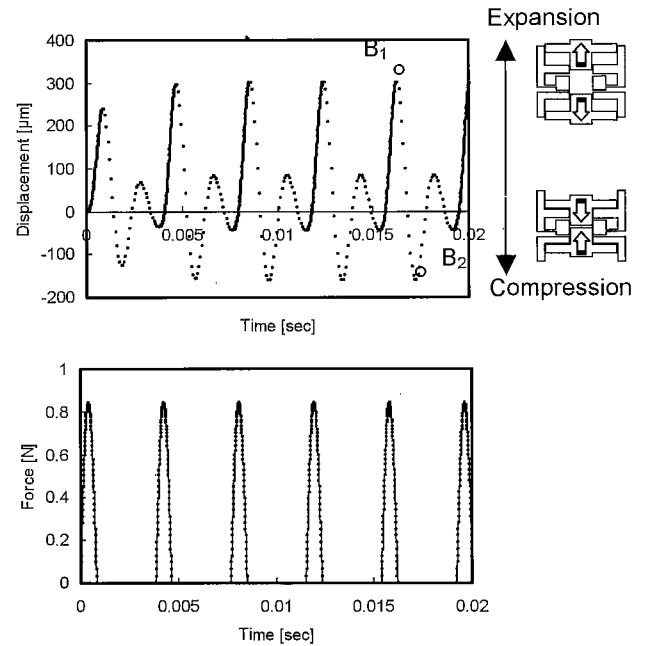 Expansion
B1
400
300
200
100
0
-100
-200
Displacement [μm]
0 0.005 0.01 0.015 0.02
B2
Time [sec]
Compression
1
0.8
0.6
0.4
0.2
0
Force [N]
0 0.005 0.01 0.015 0.02
Time [sec]